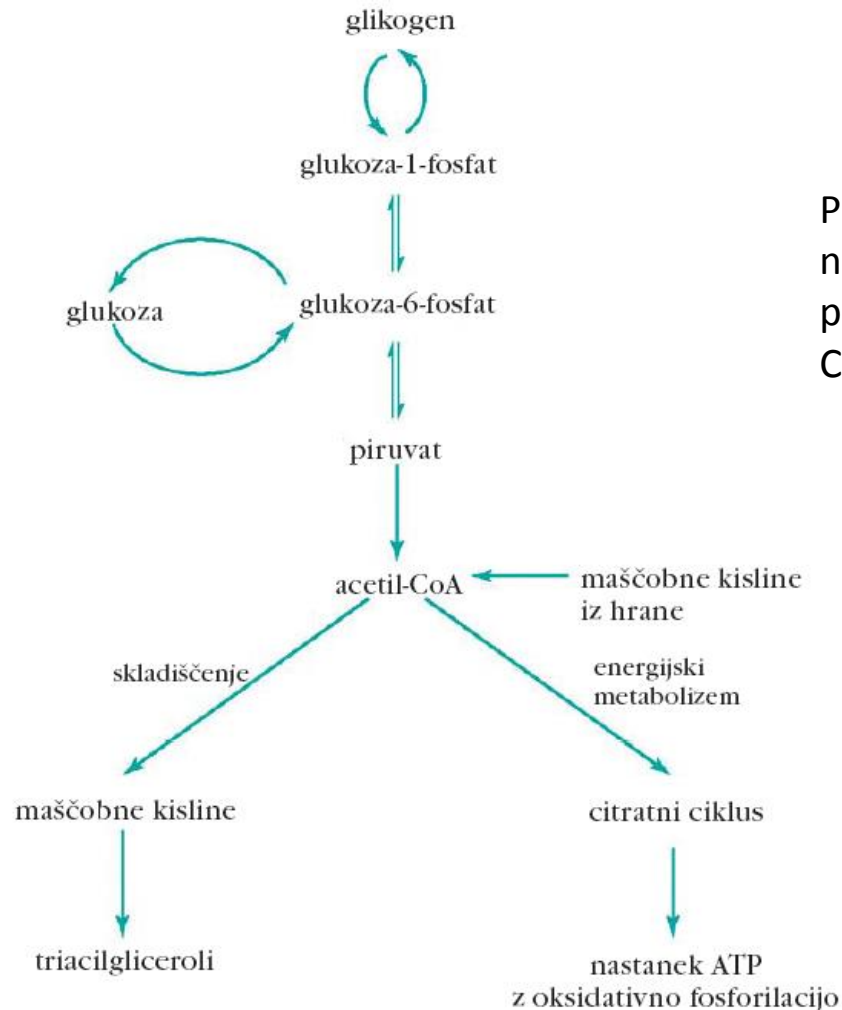 glikogen
glukoza-1-fosfat
glukoza
glukoza-6-fosfat
piruvat
acetil-CoA
maščobne kisline
iz hrane
skladiščenje
energijski
metabolizem
maščobne kisline
citratni ciklus
triacilgliceroli
nastanek ATP
z oksidativno fosforilacijo
P
n
p
C